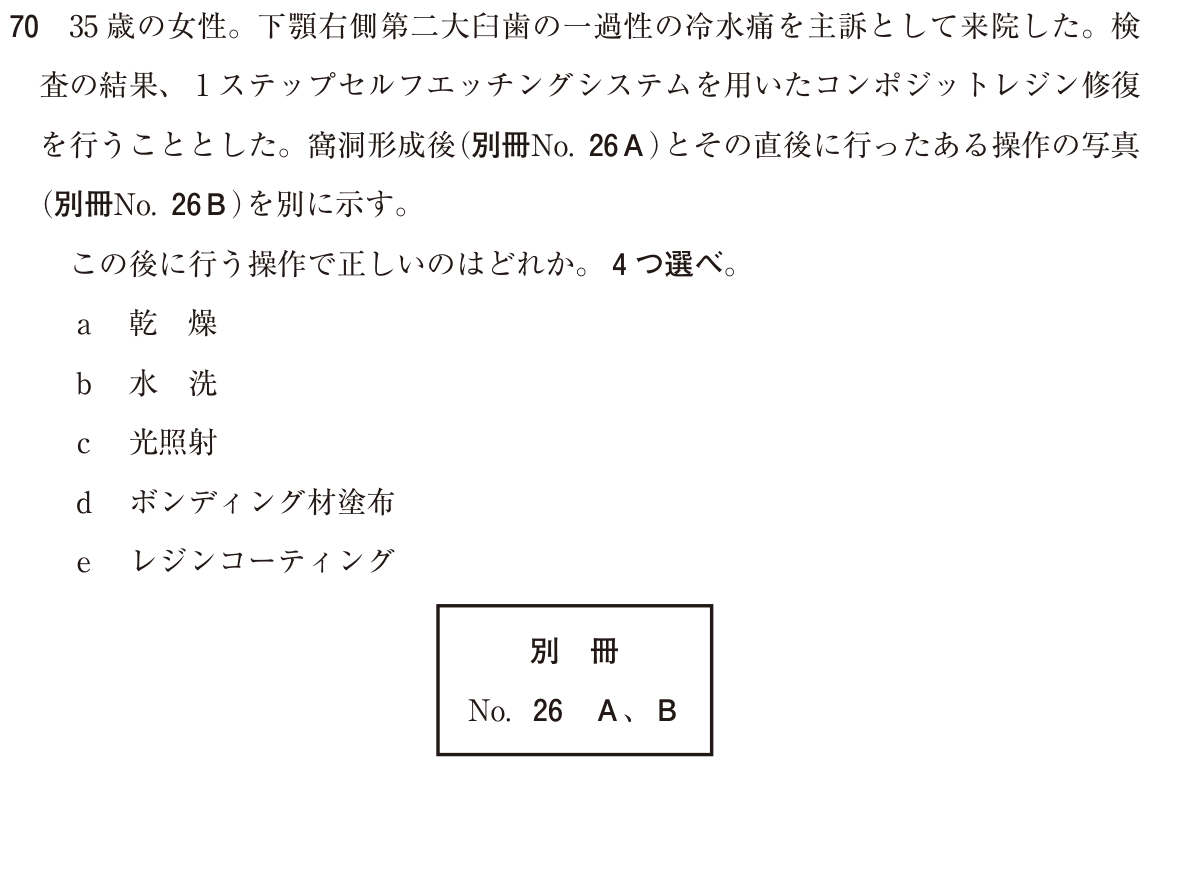 70　35歳の女性。下顎右側第二大臼歯の一過性の冷水痛を主訴として来院した。検
査の結果、1ステップセルフエッチングシステムを用いたコンポジットレジン修復
を行うこととした。窩洞形成後(別冊No. 26A)とその直後に行ったある操作の写真
(別冊No. 26B)を別に示す。
この後に行う操作で正しいのはどれか。4つ選べ。
a　乾　燥
b　水　洗
c　光照射
d　ボンディング材塗布
e　レジンコーティング
別　冊
No. 26　A、B